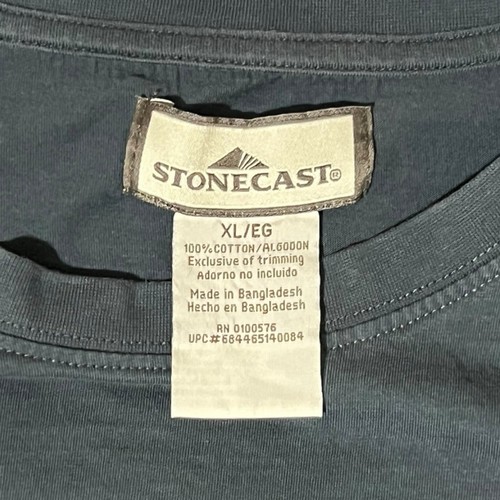 STONECAST®
XL/EG
100% COTTON/ALGODON
Exclusive of trimming
Adorno no incluido
Made in Bangladesh
Hecho en Bangladesh
RN 0100576
UPC#684465140084